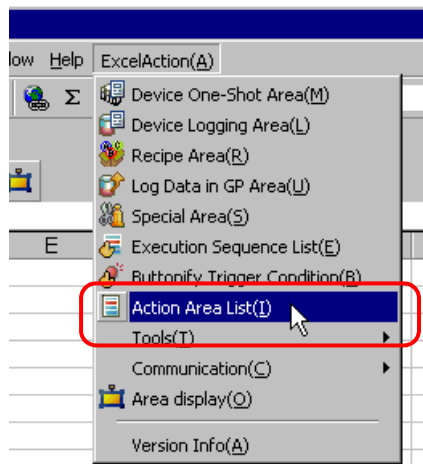 low Help ExcelAction(A)
Σ
Device One-Shot Area(M)
Device Logging Area(L)
Recipe Area(R)
Log Data in GP Area(U)
Special Area(S)
E
Execution Sequence List(E)
Buttonify Trigger Condition(B)
Action Area List(I)
Tools(T)
Communication(C)
Area display(O)
Version Info(A)